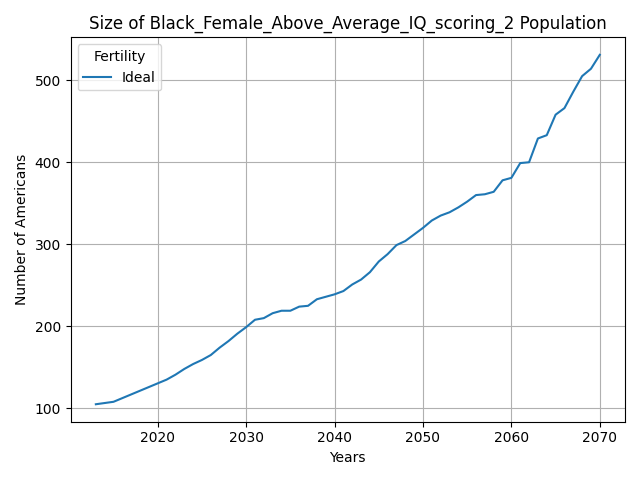 Size of Black_Female_Above_Average_IQ_scoring_2 Population
Fertility
Ideal
Number of Americans
500
400
300
200
100
2020 2030 2040 2050 2060 2070
Years